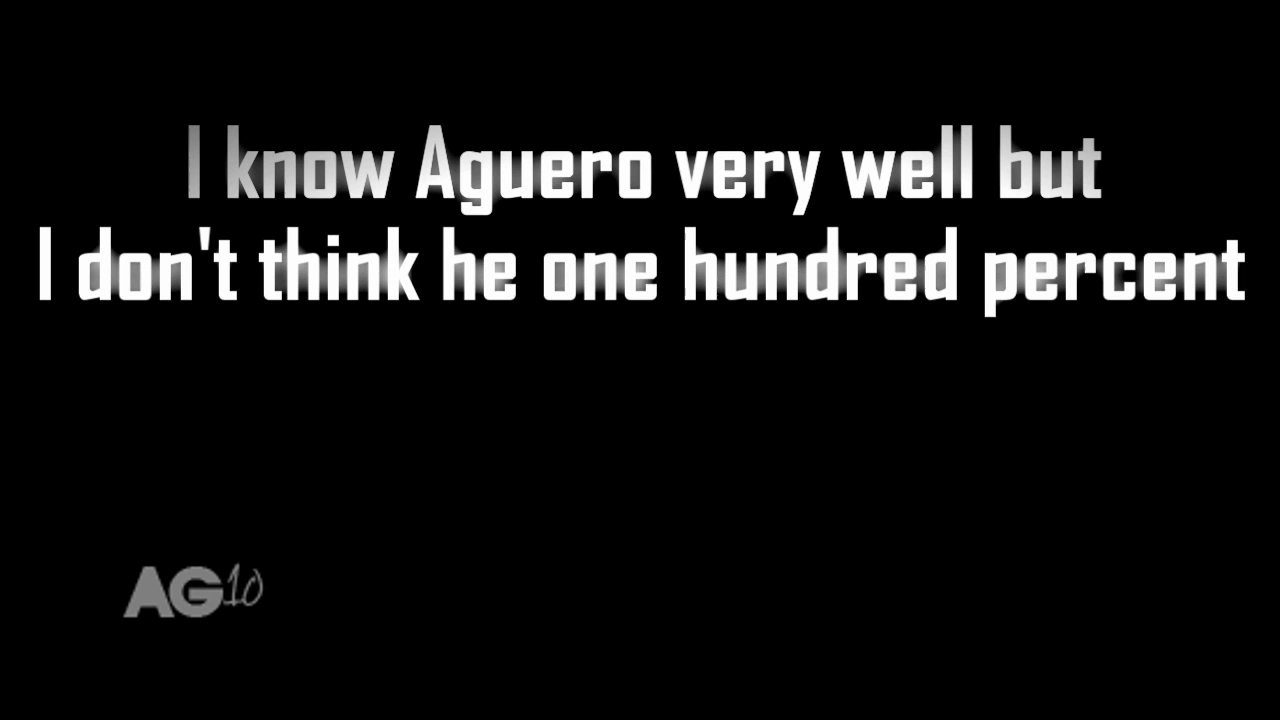 I know Aguero very well but
I don't think he one hundred percent
AG10